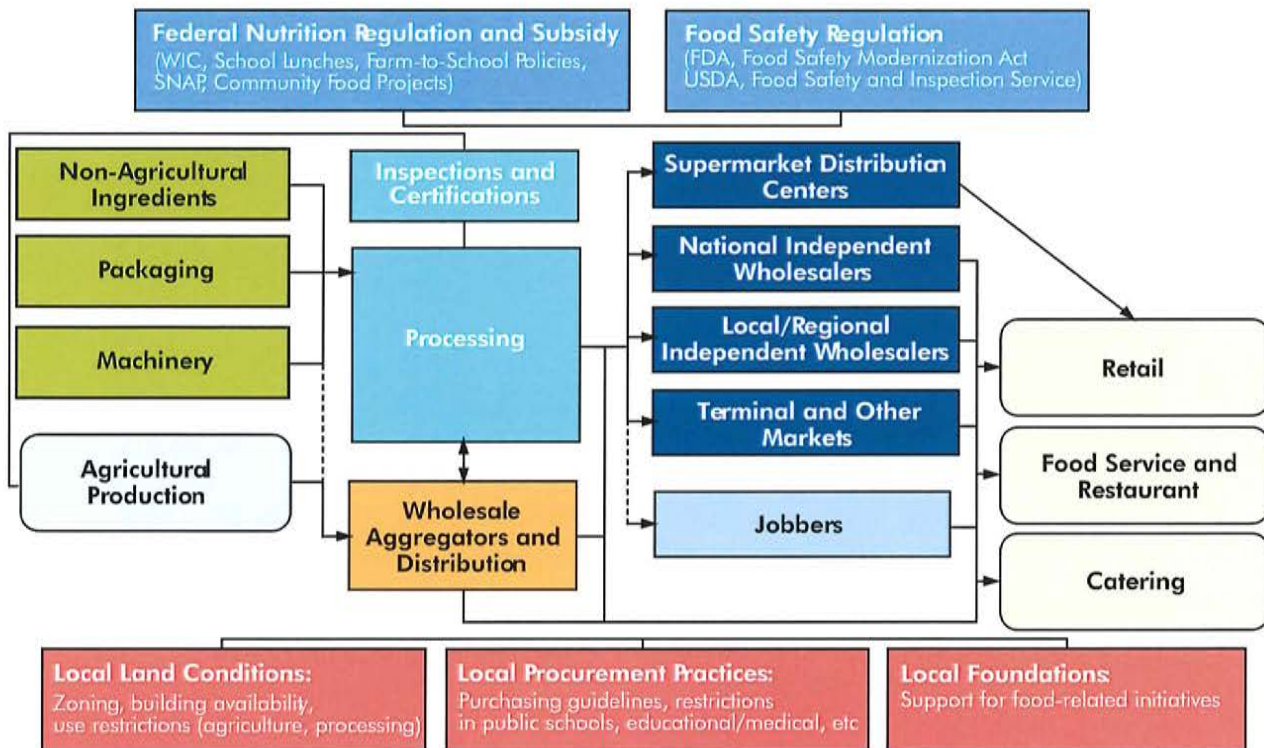 Federal Nutrition Regulation and Subsidy
(WIC, School Lunches, Farm-to-School Policies,
SNAP, Community Food Projects)
Food Safety Regulation
(FDA, Food Safety Modernization Act
USDA, Food Safety and Inspection Service)
Non-Agricultural
Ingredients
Packaging
Machinery
Agricultural
Production
Inspections and
Certifications
Processing
Wholesale
Aggregators and
Distribution
Supermarket Distribution
Centers
National Independent
Wholesalers
Local/Regional
Independent Wholesalers
Terminal and Other
Markets
Jobbers
Retail
Food Service and
Restaurant
Catering
Local Land Conditions:
Zoning, building availability,
use restrictions (agriculture, processing)
Local Procurement Practices:
Purchasing guidelines, restrictions
in public schools, educational/medical, etc
Local Foundations:
Support for food-related initiatives